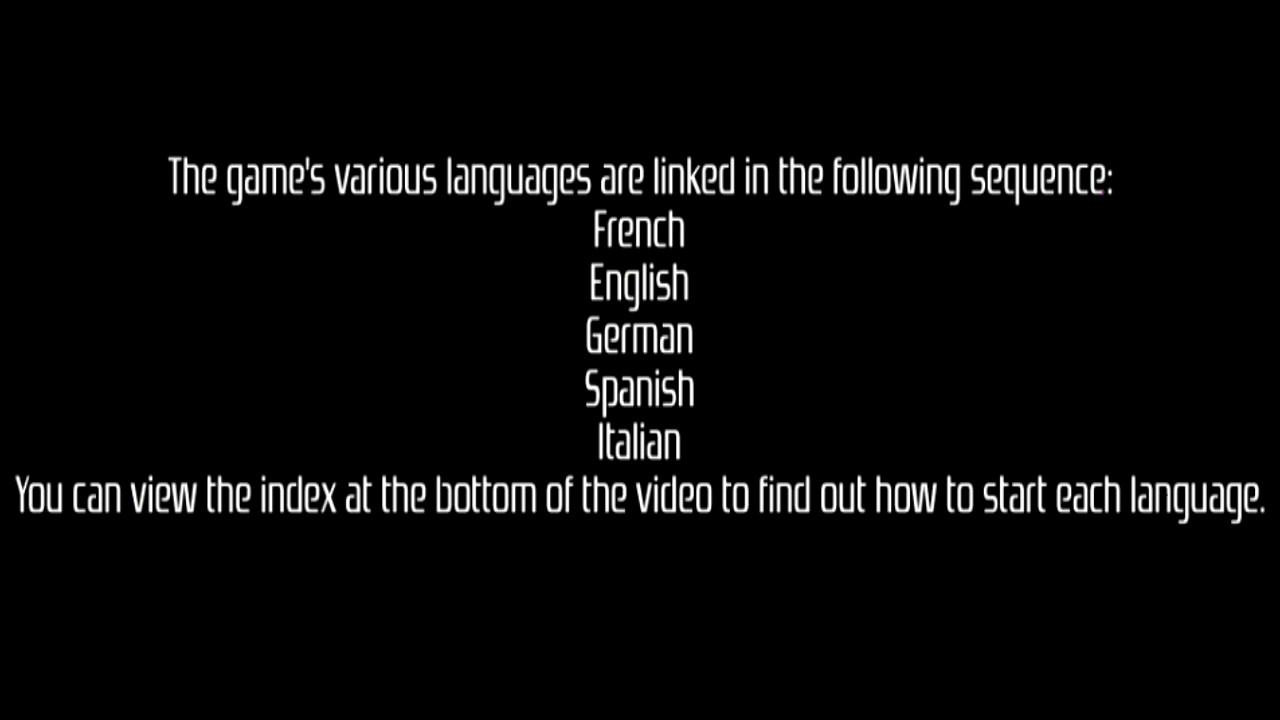 The game's various languages are linked in the following sequence:
French
English
German
Spanish
Italian
You can view the index at the bottom of the video to find out how to start each language.